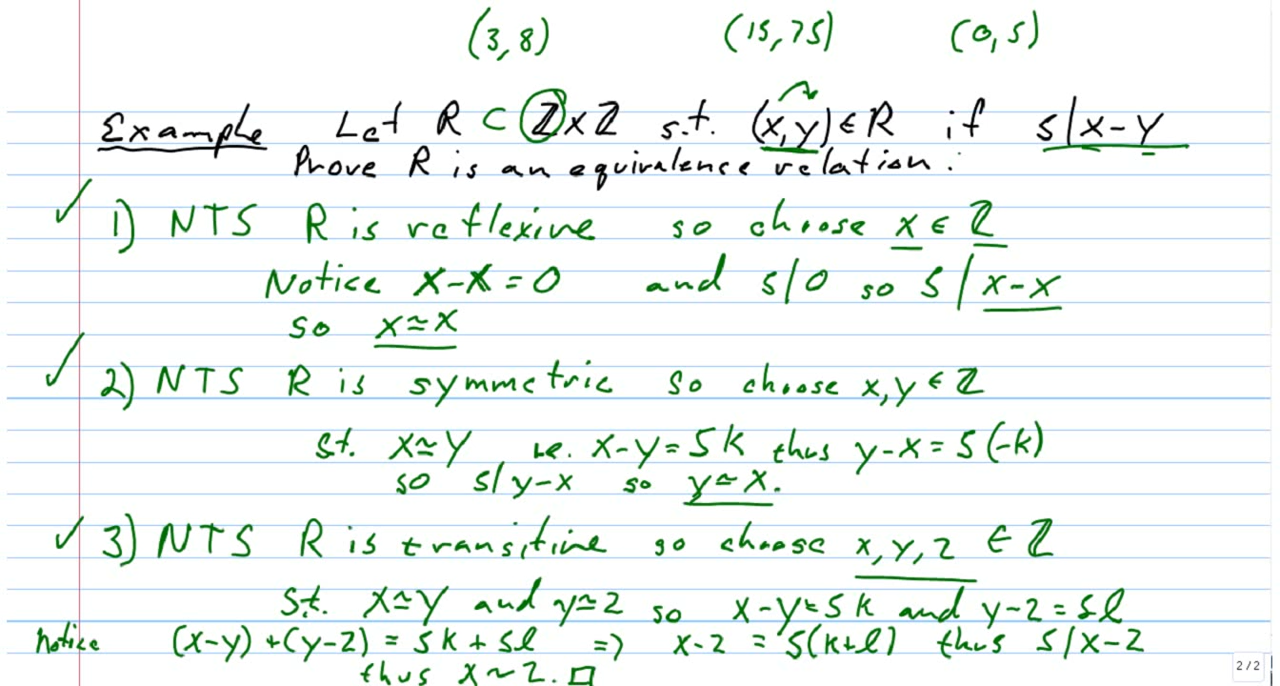 (3,8) (15,75) (0,5)
Example Let R ⊂ ℤ×ℤ s.t. (x,y)∈R if 5|x-y
Prove R is an equivalence relation.
✓ 1) NTS R is reflexive so choose x ∈ ℤ
Notice x-x=0 and 5|0 so 5|x-x
so x≃x
✓ 2) NTS R is symmetric so choose x,y ∈ ℤ
st. x≃y i.e. x-y=5k thus y-x=5(-k)
so 5|y-x so y≃x.
✓ 3) NTS R is transitive so choose x,y,z ∈ ℤ
St. x≃y and y≃z so x-y=5k and y-z=5l
Notice (x-y)+(y-z) = 5k+5l => x-z = 5(k+l) thus 5|x-z
thus x~z. □
2/2